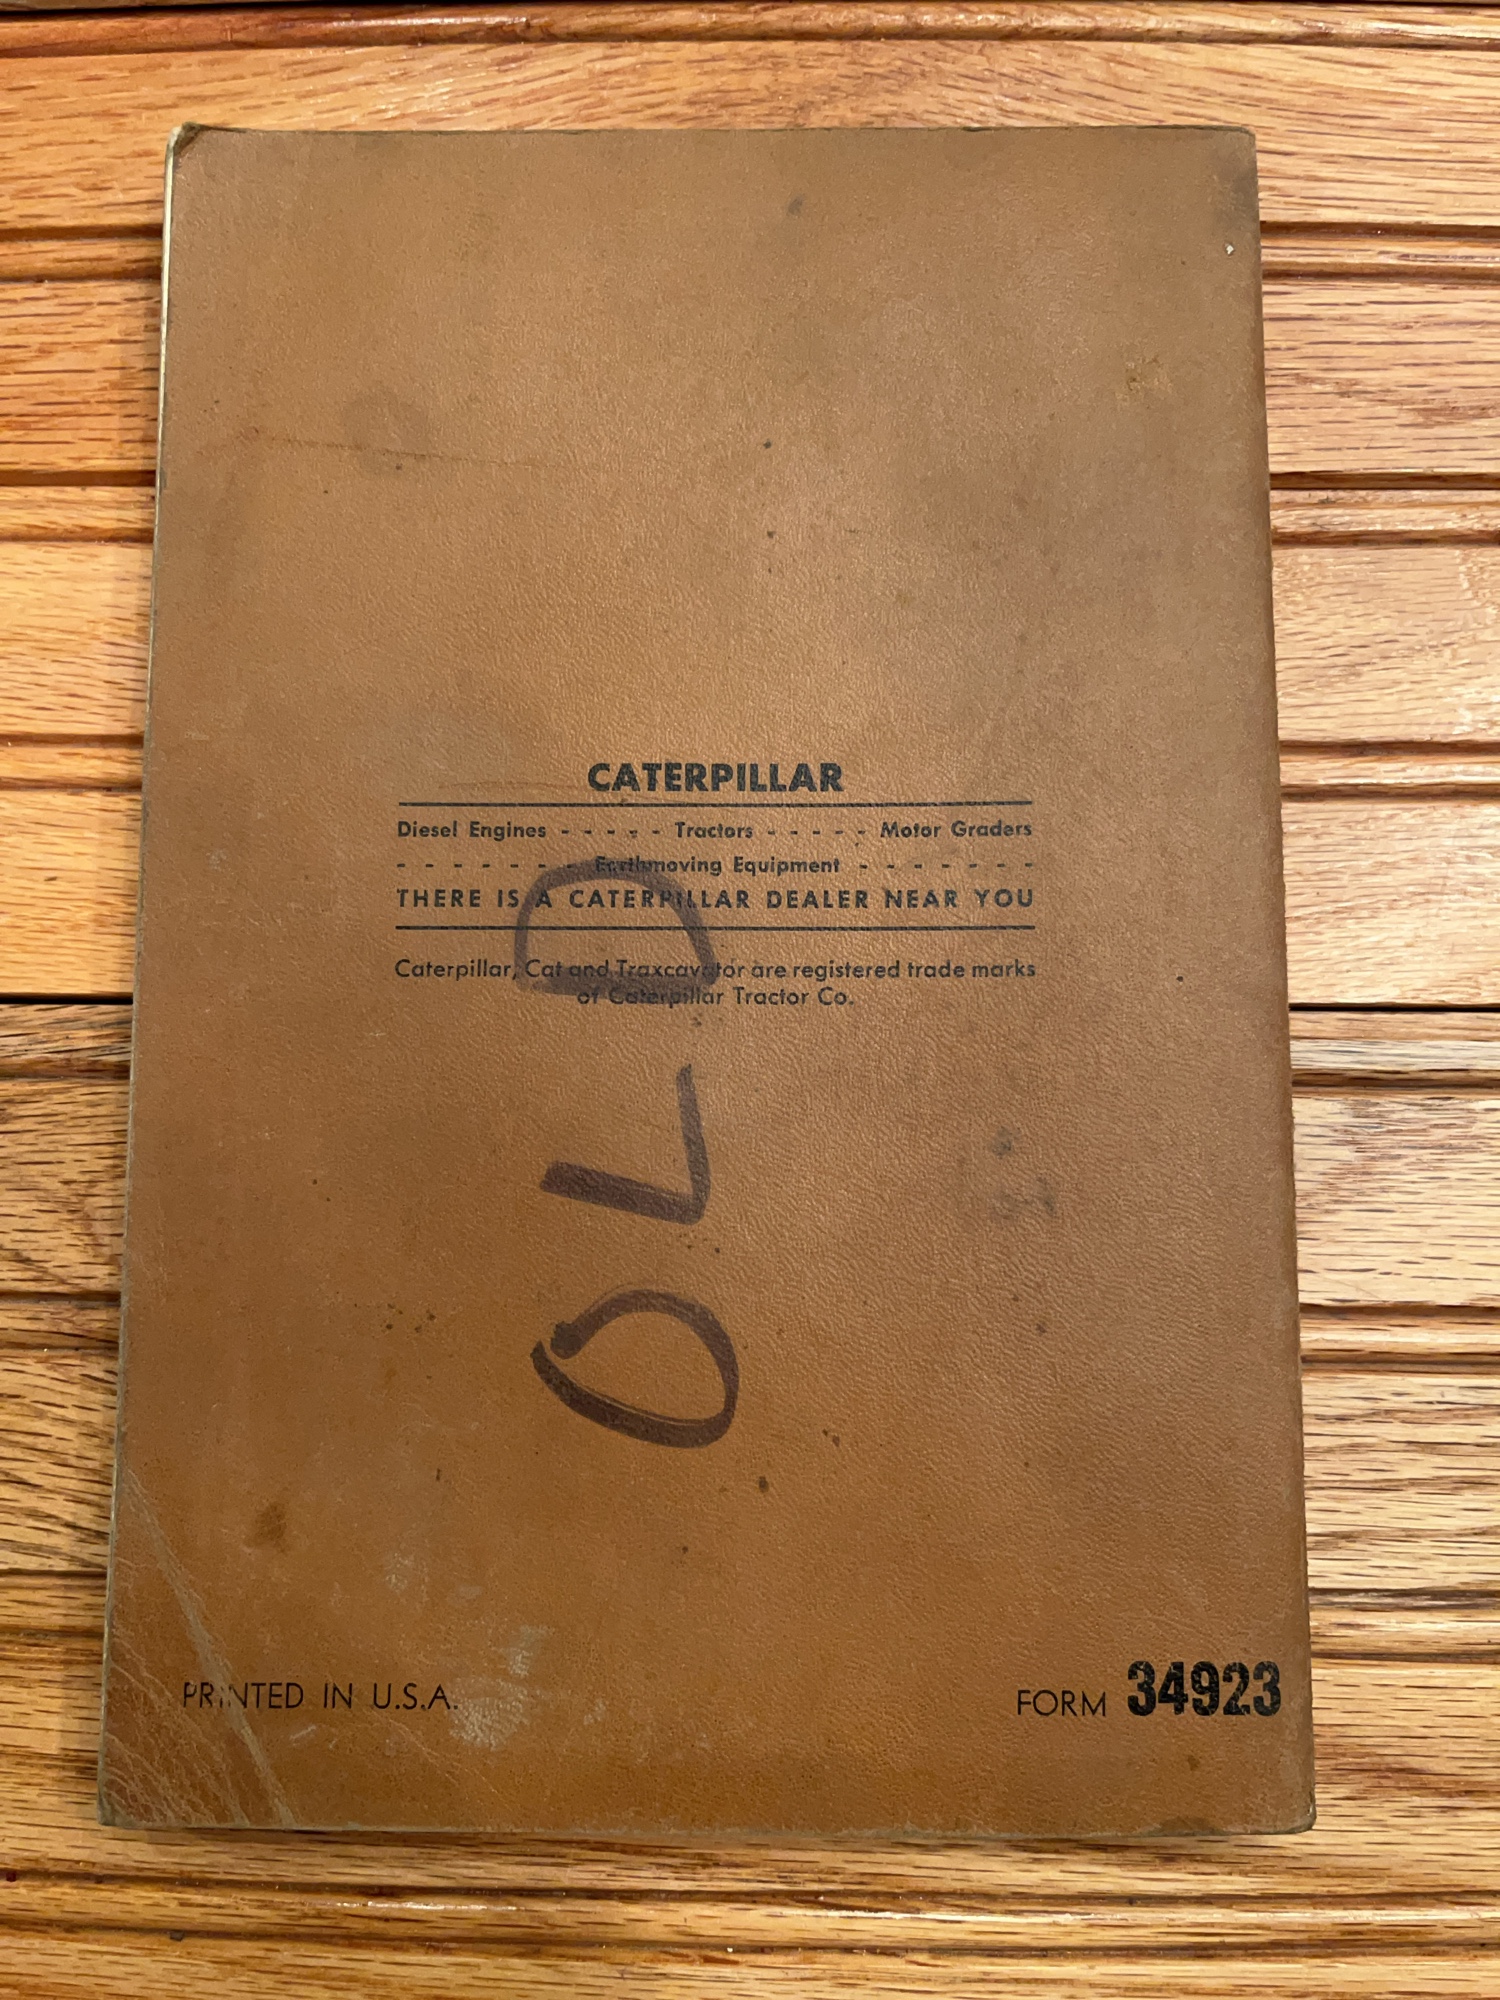 CATERPILLAR
Diesel Engines - - - - - Tractors - - - - - Motor Graders
- - - - - - - Earthmoving Equipment - - - - - - -
THERE IS A CATERPILLAR DEALER NEAR YOU
Caterpillar, Cat and Traxcavator are registered trade marks
of Caterpillar Tractor Co.
OLD
PRINTED IN U.S.A.
FORM 34923